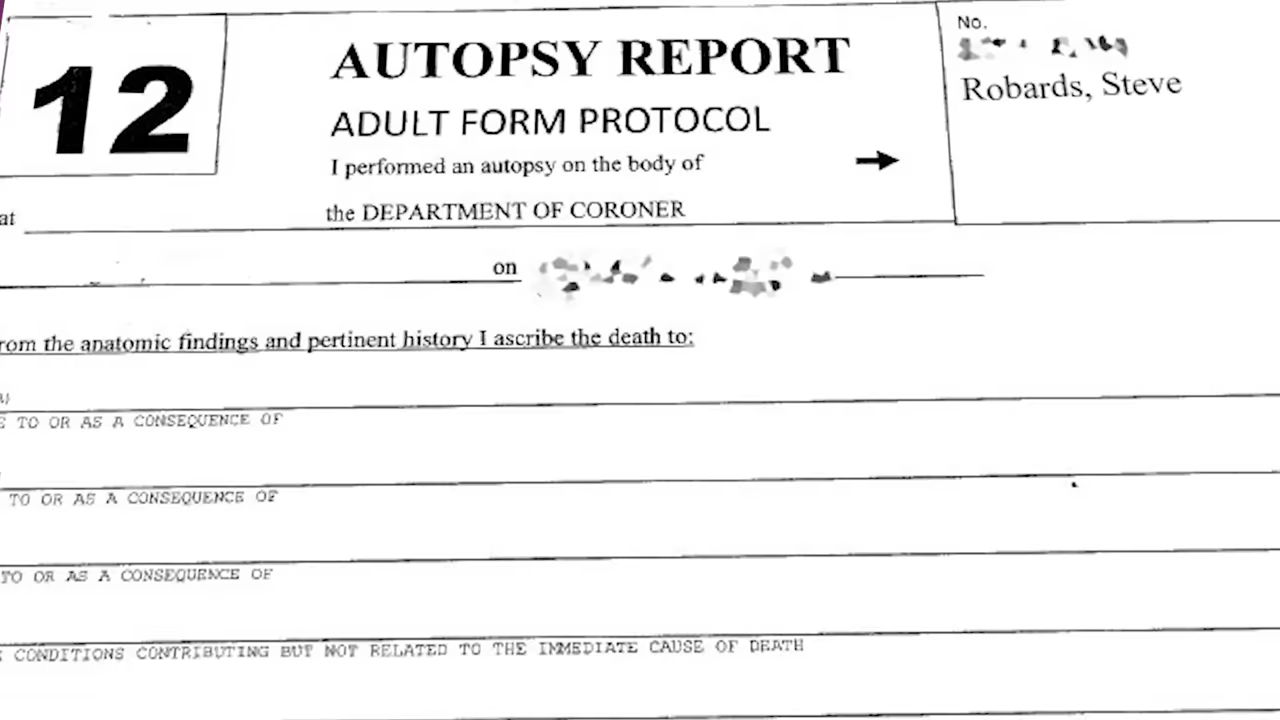 12
AUTOPSY REPORT
ADULT FORM PROTOCOL
I performed an autopsy on the body of
No.
Robards, Steve
at
the DEPARTMENT OF CORONER
on
rom the anatomic findings and pertinent history I ascribe the death to:
TO OR AS A CONSEQUENCE OF
TO OR AS A CONSEQUENCE OF
TO OR AS A CONSEQUENCE OF
CONDITIONS CONTRIBUTING BUT NOT RELATED TO THE IMMEDIATE CAUSE OF DEATH